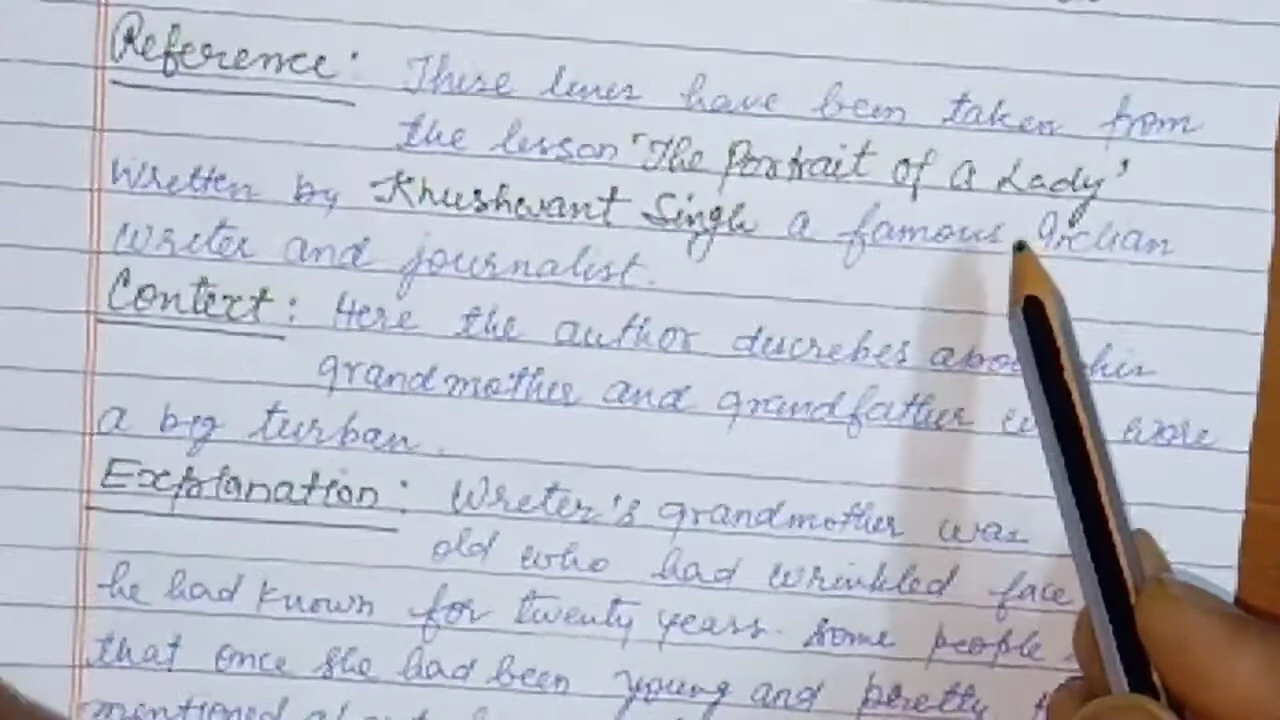 Reference: These lines have been taken from
the lesson 'The Portrait of a Lady'
written by Khushwant Singh a famous Indian
writer and journalist.
Context: Here the author describes his
grandmother and grandfather wore
a big turban.
Explanation: Writer's grandmother was
old who had wrinkled face
he had known for twenty years. Some people
that once she had been young and pretty
mentioned